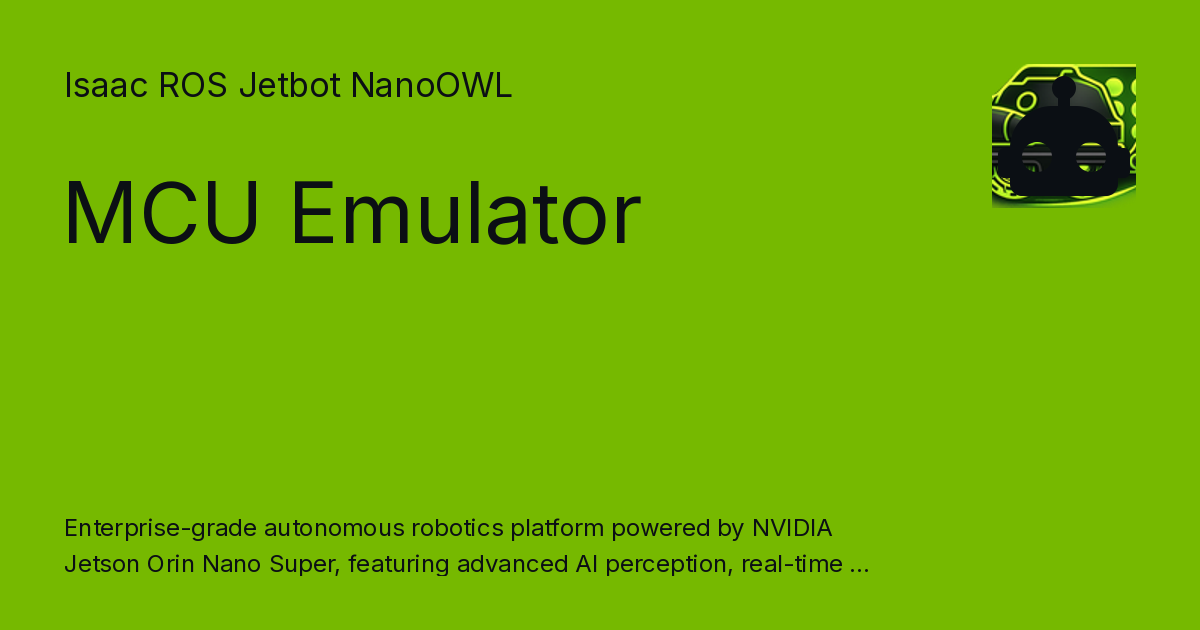 Isaac ROS Jetbot NanoOWL
MCU Emulator
Enterprise-grade autonomous robotics platform powered by NVIDIA
Jetson Orin Nano Super, featuring advanced AI perception, real-time ...